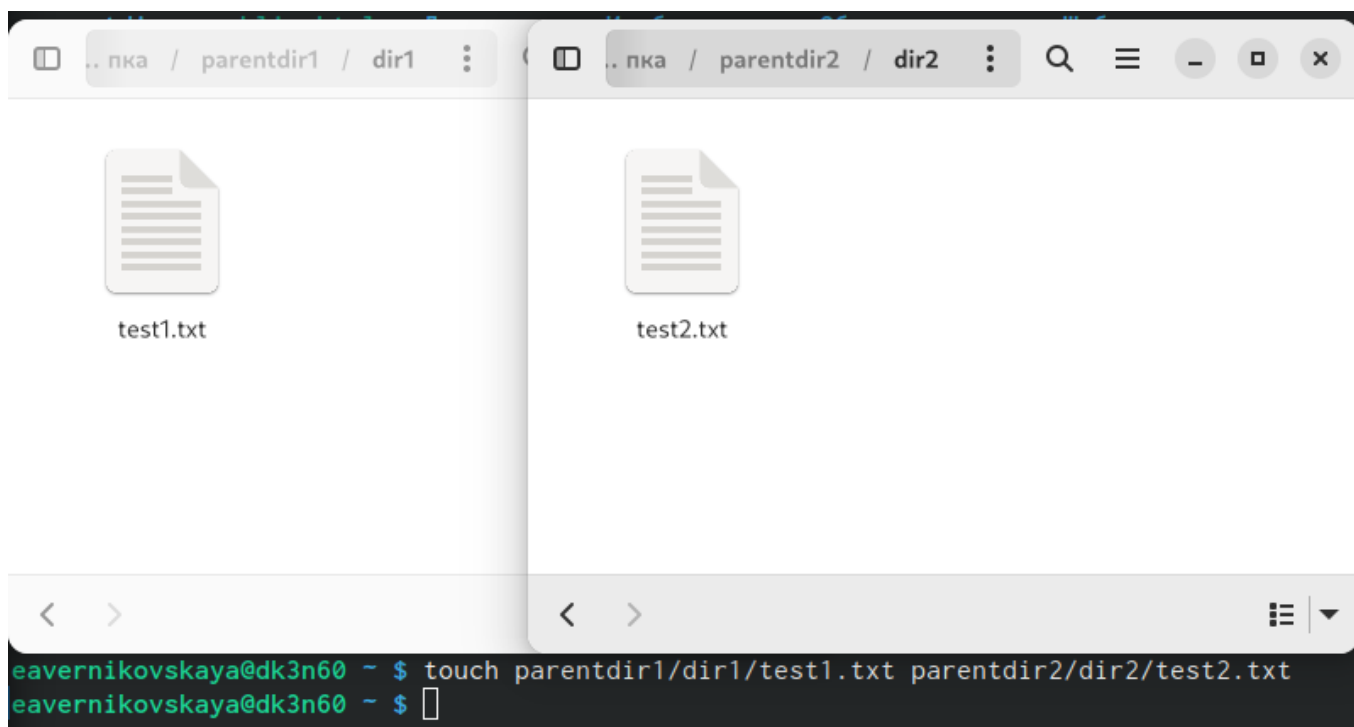 .. пка / parentdir1 / dir1
.. пка / parentdir2 / dir2
test1.txt
test2.txt
eavernikovskaya@dk3n60 ~ $ touch parentdir1/dir1/test1.txt parentdir2/dir2/test2.txt
eavernikovskaya@dk3n60 ~ $